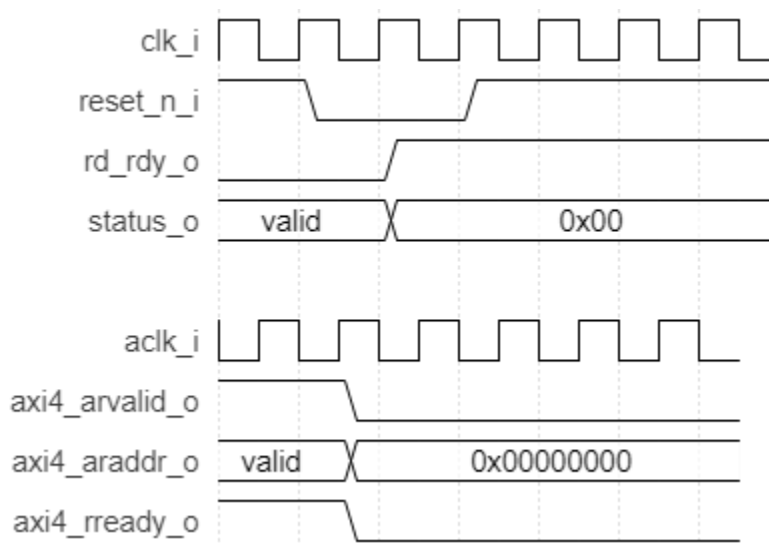 clk_i
reset_n_i
rd_rdy_o
status_o valid 0x00
aclk_i
axi4_arvalid_o
axi4_araddr_o valid 0x00000000
axi4_rready_o